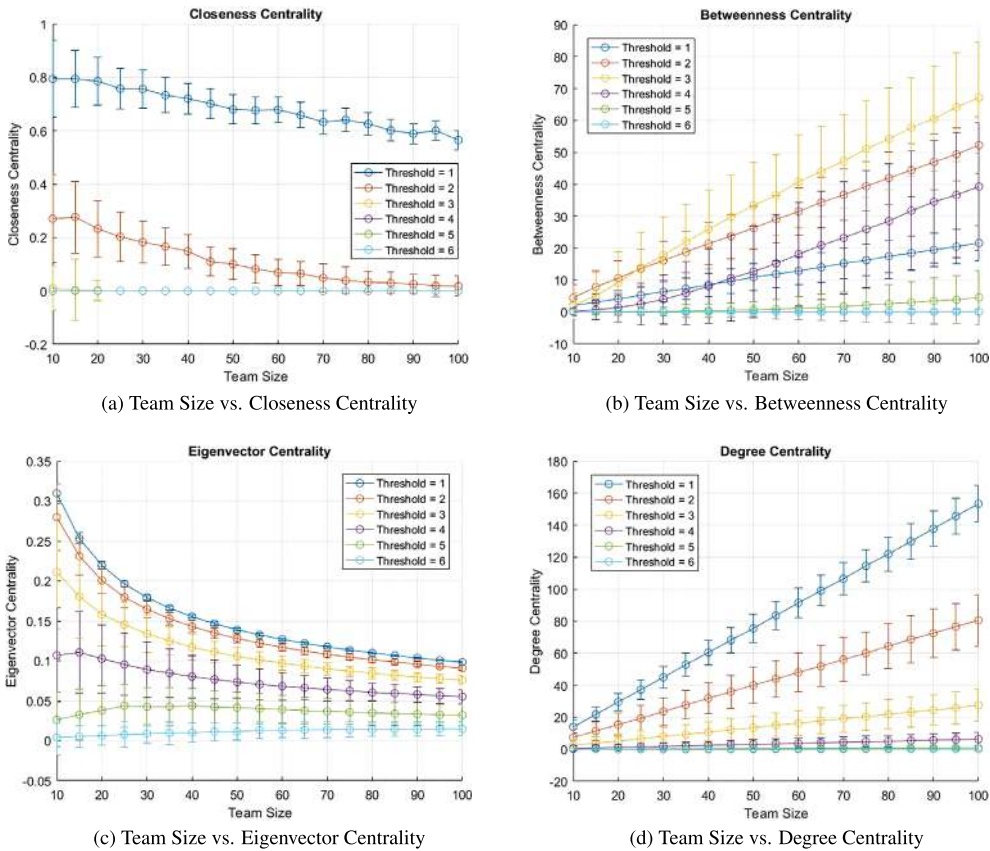 Closeness Centrality
1
0.8
0.6
0.4
0.2
0
-0.2
Closeness Centrality
Threshold = 1
Threshold = 2
Threshold = 3
Threshold = 4
Threshold = 5
Threshold = 6
10 20 30 40 50 60 70 80 90 100
Team Size
(a) Team Size vs. Closeness Centrality
Betweenness Centrality
90
80
70
60
50
40
30
20
10
0
-10
Betweenness Centrality
Threshold = 1
Threshold = 2
Threshold = 3
Threshold = 4
Threshold = 5
Threshold = 6
10 20 30 40 50 60 70 80 90 100
Team Size
(b) Team Size vs. Betweenness Centrality
Eigenvector Centrality
0.35
0.3
0.25
0.2
0.15
0.1
0.05
0
-0.05
Eigenvector Centrality
Threshold = 1
Threshold = 2
Threshold = 3
Threshold = 4
Threshold = 5
Threshold = 6
10 20 30 40 50 60 70 80 90 100
Team Size
(c) Team Size vs. Eigenvector Centrality
Degree Centrality
180
160
140
120
100
80
60
40
20
0
-20
Degree Centrality
Threshold = 1
Threshold = 2
Threshold = 3
Threshold = 4
Threshold = 5
Threshold = 6
10 20 30 40 50 60 70 80 90 100
Team Size
(d) Team Size vs. Degree Centrality